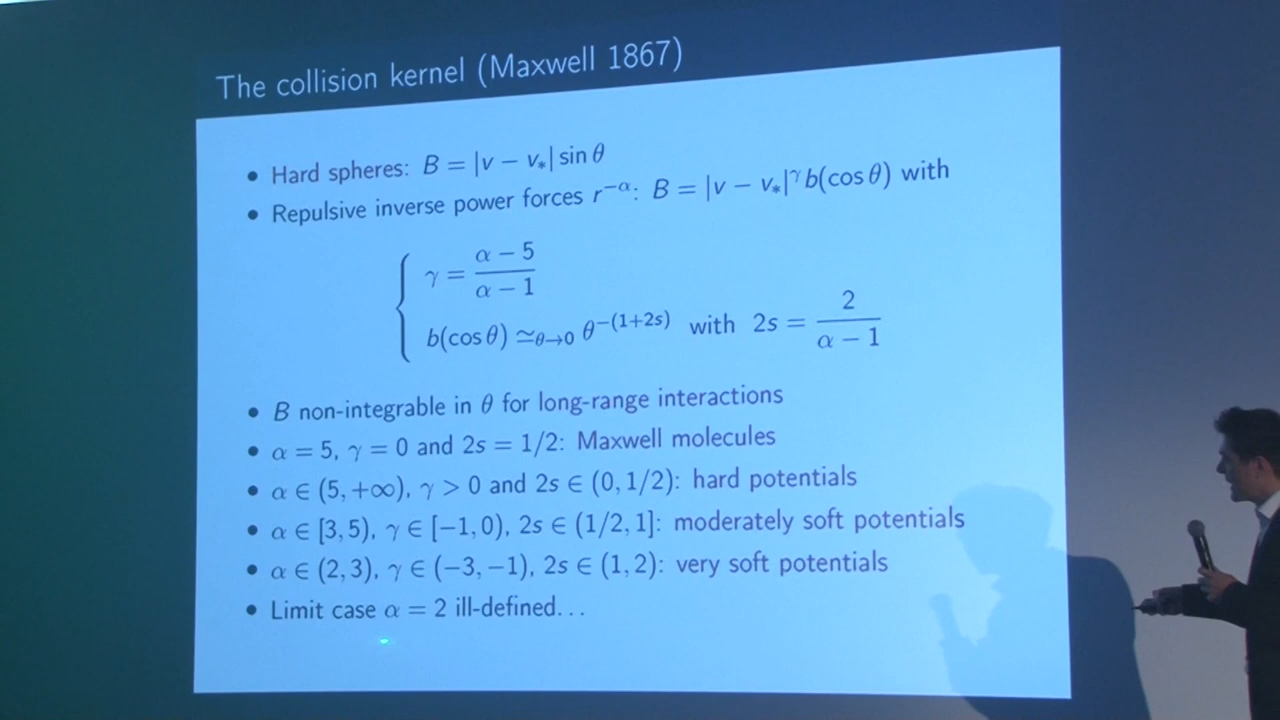 The collision kernel (Maxwell 1867)
• Hard spheres: B = |v − v∗| sin θ
• Repulsive inverse power forces r^{−α}: B = |v − v∗|^γ b(cos θ) with
γ = \frac{α − 5}{α − 1}
b(cos θ) ≃_{θ→0} θ^{−(1+2s)} with 2s = \frac{2}{α − 1}
• B non-integrable in θ for long-range interactions
• α = 5, γ = 0 and 2s = 1/2: Maxwell molecules
• α ∈ (5, +∞), γ > 0 and 2s ∈ (0, 1/2): hard potentials
• α ∈ [3, 5), γ ∈ [−1, 0), 2s ∈ (1/2, 1]: moderately soft potentials
• α ∈ (2, 3), γ ∈ (−3, −1), 2s ∈ (1, 2): very soft potentials
• Limit case α = 2 ill-defined...